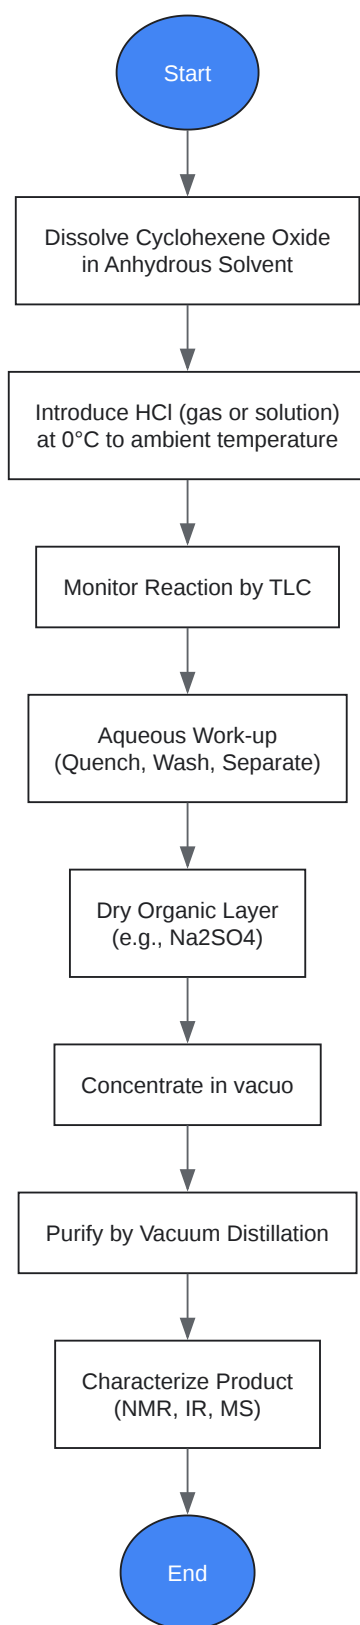 Start
Dissolve Cyclohexene Oxide
in Anhydrous Solvent
Introduce HCl (gas or solution)
at 0°C to ambient temperature
Monitor Reaction by TLC
Aqueous Work-up
(Quench, Wash, Separate)
Dry Organic Layer
(e.g., Na2SO4)
Concentrate in vacuo
Purify by Vacuum Distillation
Characterize Product
(NMR, IR, MS)
End